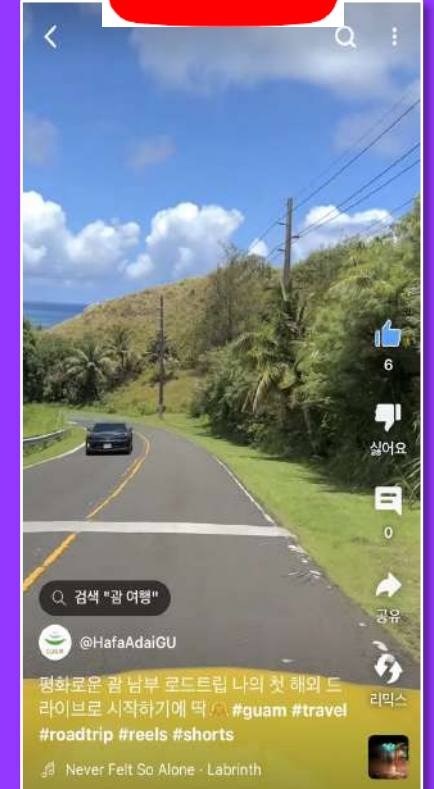 6
싫어요
0
공유
검색 "괌 여행"
@HafaAdaiGU
리믹스
평화로운 괌 남부 로드트립 나의 첫 해외 드
라이브로 시작하기에 딱 #guam #travel
#roadtrip #reels #shorts
Never Felt So Alone · Labrinth